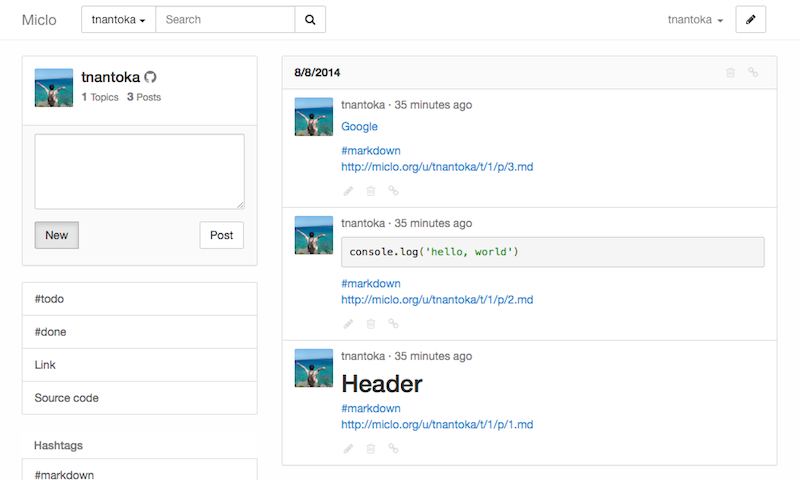 Miclo tnantoka Search tnantoka
tnantoka
1 Topics 3 Posts
New Post
#todo
#done
Link
Source code
Hashtags
#markdown
8/8/2014
tnantoka · 35 minutes ago
Google
#markdown
http://miclo.org/u/tnantoka/t/1/p/3.md
tnantoka · 35 minutes ago
console.log('hello, world')
#markdown
http://miclo.org/u/tnantoka/t/1/p/2.md
tnantoka · 35 minutes ago
Header
#markdown
http://miclo.org/u/tnantoka/t/1/p/1.md